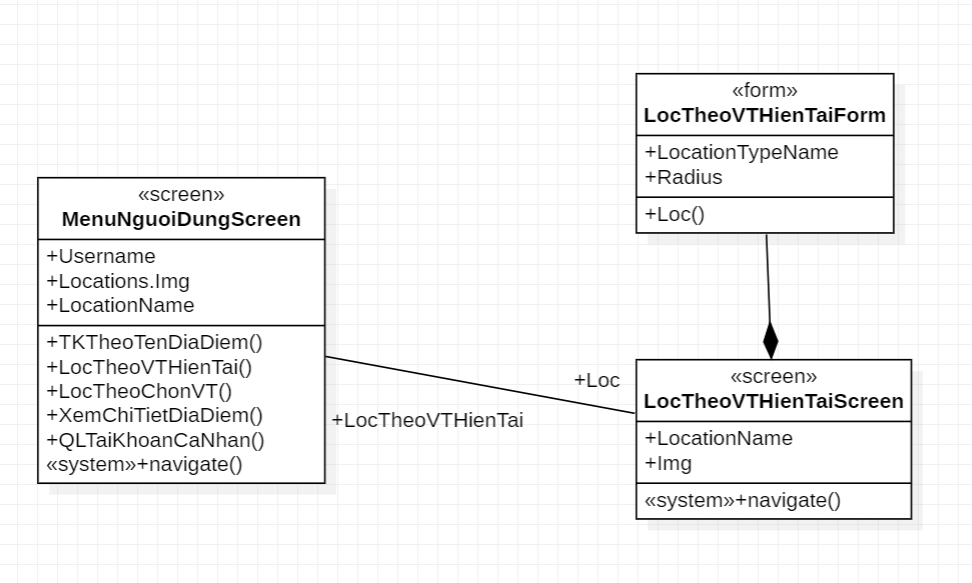 «form»
LocTheoVTHienTaiForm
+LocationTypeName
+Radius
+Loc()
«screen»
MenuNguoiDungScreen
+Username
+Locations.Img
+LocationName
+TKTheoTenDiaDiem()
+LocTheoVTHienTai()
+LocTheoChonVT()
+XemChiTietDiaDiem()
+QLTaiKhoanCaNhan()
«system»+navigate()
+LocTheoVTHienTai
+Loc
«screen»
LocTheoVTHienTaiScreen
+LocationName
+Img
«system»+navigate()